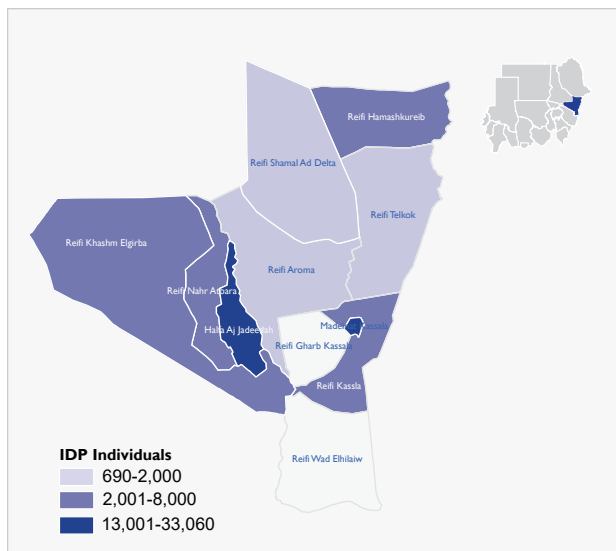 Reifi Hamashkureib
Reifi Shamal Ad Delta
Reifi Telkok
Reifi Khashm Elgirba
Reifi Aroma
Reifi Nahr Atbara
Madeinat Kassala
Halfa Aj Jadeedah
Reifi Gharb Kassala
Reifi Kassla
Reifi Wad Elhilaiw
IDP Individuals
690-2,000
2,001-8,000
13,001-33,060